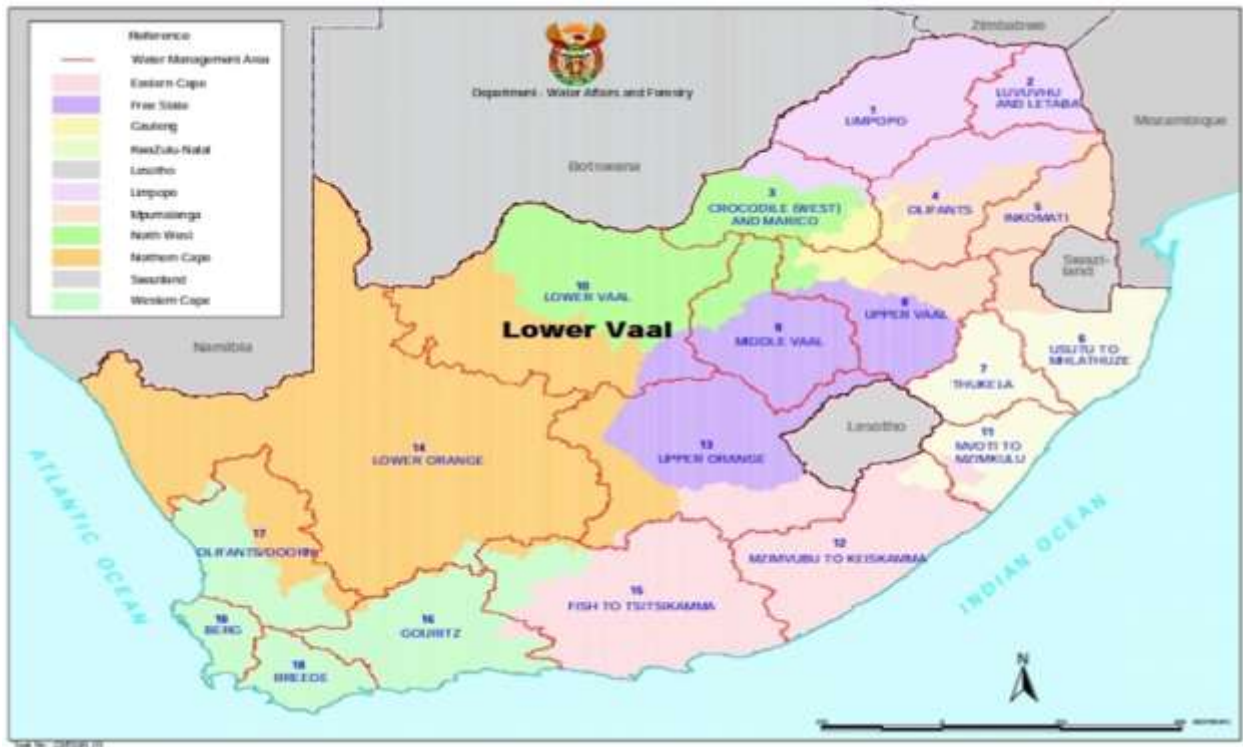 Reference
Water Management Area
Eastern Cape
Free State
Gauteng
KwaZulu-Natal
Lesotho
Limpopo
Mpumalanga
North West
Northern Cape
Swaziland
Western Cape
Department - Water Affairs and Forestry
Zimbabwe
Mozambique
Botswana
Namibia
Swazi-
land
Lesotho
1
LIMPOPO
2
LUVUVHU
AND LETABA
3
CROCODILE (WEST)
AND MARICO
4
OLIFANTS
5
INKOMATI
10
LOWER VAAL
Lower Vaal
9
MIDDLE VAAL
8
UPPER VAAL
6
USUTU TO
MHLATHUZE
7
THUKELA
11
MVOTI TO
MZIMKULU
14
LOWER ORANGE
13
UPPER ORANGE
12
MZIMVUBU TO KEISKAMMA
17
OLIFANTS/DOORN
15
FISH TO TSITSIKAMMA
16
GOURITZ
19
BERG
18
BREEDE
ATLANTIC OCEAN
INDIAN OCEAN
N